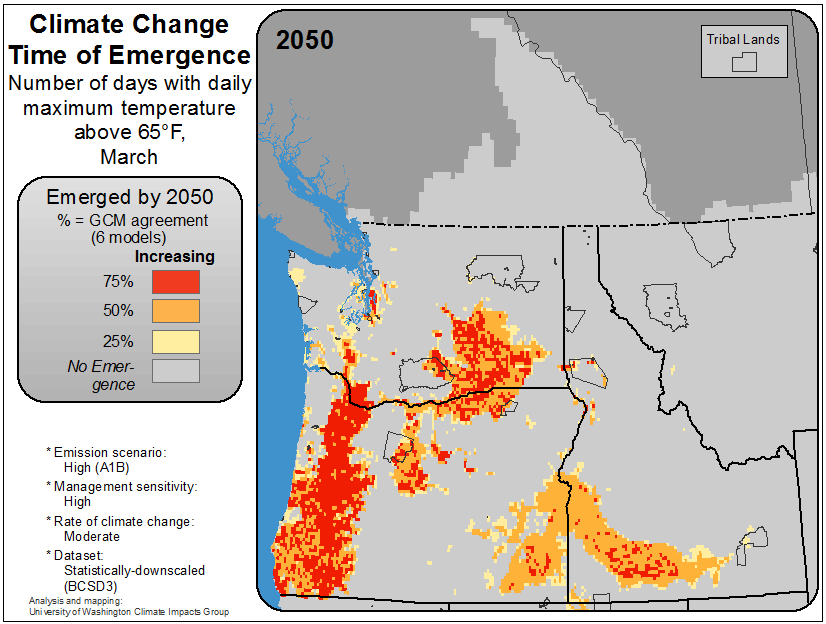 Climate Change
Time of Emergence
Number of days with daily
maximum temperature
above 65°F,
March
Emerged by 2050
% = GCM agreement
(6 models)
Increasing
75%
50%
25%
No Emer-
gence
* Emission scenario:
High (A1B)
* Management sensitivity:
High
* Rate of climate change:
Moderate
* Dataset:
Statistically-downscaled
(BCSD3)
Analysis and mapping:
University of Washington Climate Impacts Group
2050
Tribal Lands